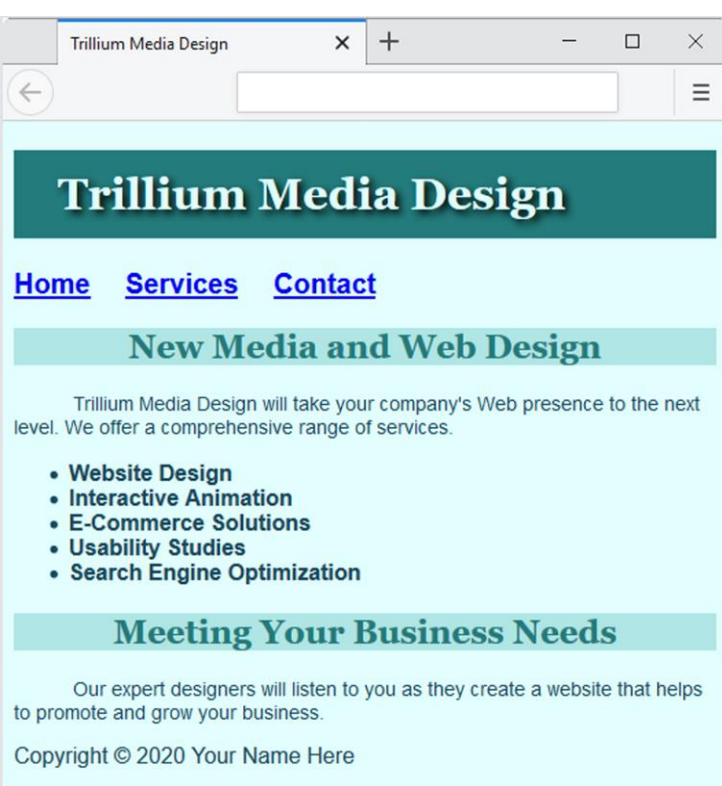 Trillium Media Design
Trillium Media Design
Home Services Contact
New Media and Web Design
Trillium Media Design will take your company's Web presence to the next
level. We offer a comprehensive range of services.
• Website Design
• Interactive Animation
• E-Commerce Solutions
• Usability Studies
• Search Engine Optimization
Meeting Your Business Needs
Our expert designers will listen to you as they create a website that helps
to promote and grow your business.
Copyright © 2020 Your Name Here